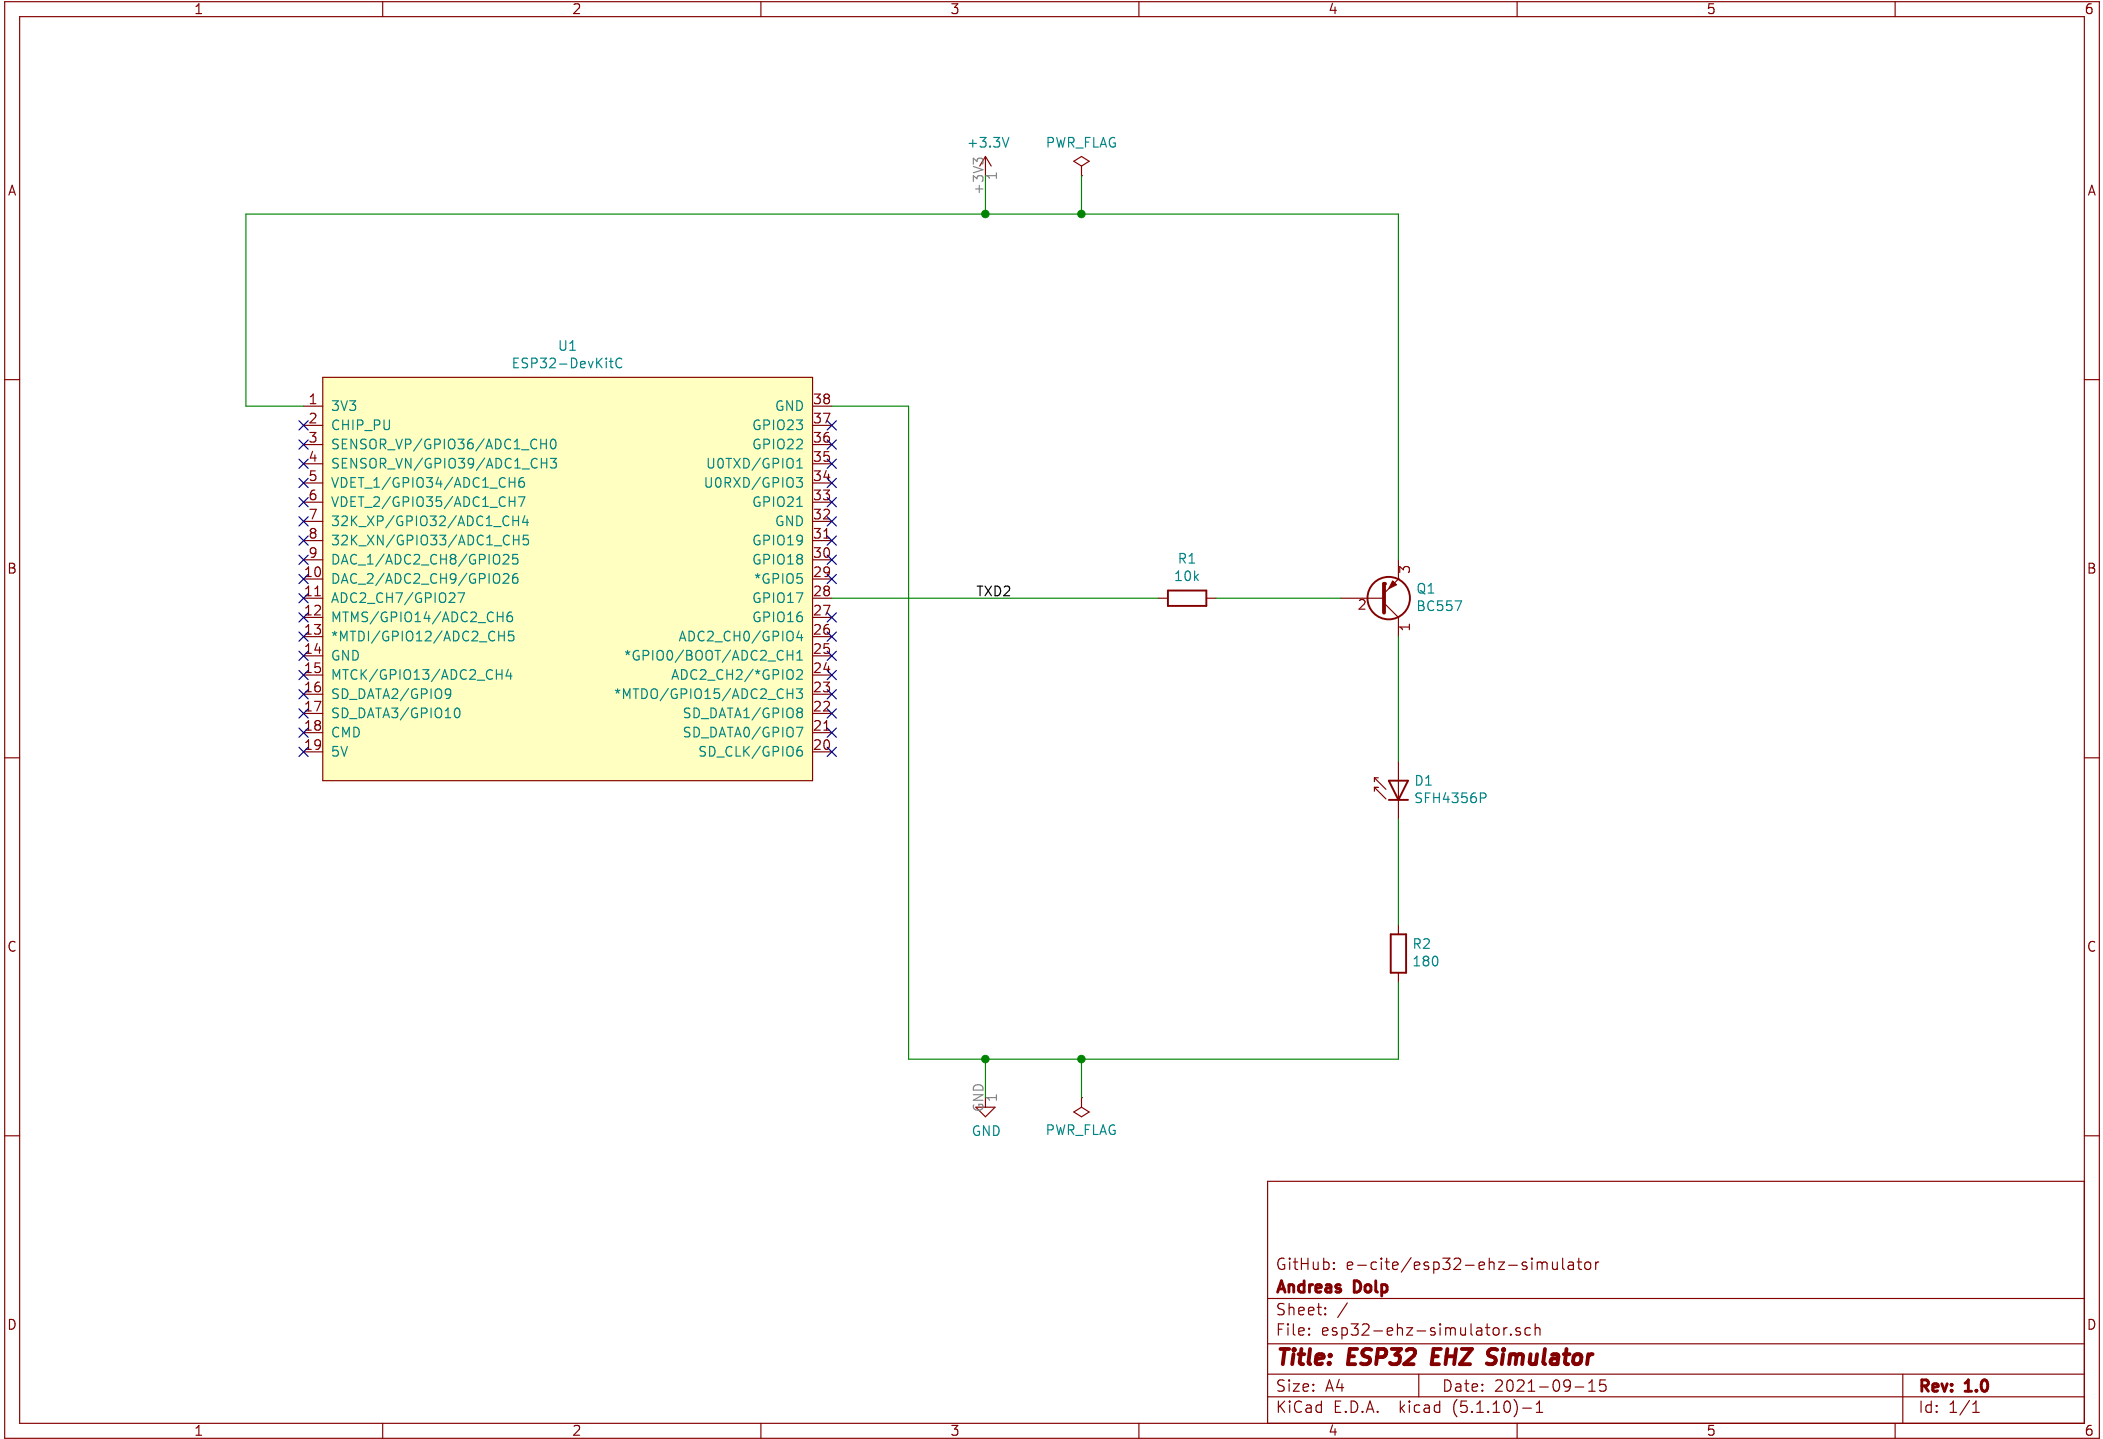 1 2 3 4 5 6
+3.3V PWR_FLAG
+3V3 1
A A
U1
ESP32-DevKitC
1 3V3 GND 38
2 CHIP_PU GPIO23 37
3 SENSOR_VP/GPIO36/ADC1_CH0 GPIO22 36
4 SENSOR_VN/GPIO39/ADC1_CH3 U0TXD/GPIO1 35
5 VDET_1/GPIO34/ADC1_CH6 U0RXD/GPIO3 34
6 VDET_2/GPIO35/ADC1_CH7 GPIO21 33
7 32K_XP/GPIO32/ADC1_CH4 GND 32
8 32K_XN/GPIO33/ADC1_CH5 GPIO19 31
9 DAC_1/ADC2_CH8/GPIO25 GPIO18 30
10 DAC_2/ADC2_CH9/GPIO26 *GPIO5 29
11 ADC2_CH7/GPIO27 GPIO17 28
12 MTMS/GPIO14/ADC2_CH6 GPIO16 27
13 *MTDI/GPIO12/ADC2_CH5 ADC2_CH0/GPIO4 26
14 GND *GPIO0/BOOT/ADC2_CH1 25
15 MTCK/GPIO13/ADC2_CH4 ADC2_CH2/*GPIO2 24
16 SD_DATA2/GPIO9 *MTDO/GPIO15/ADC2_CH3 23
17 SD_DATA3/GPIO10 SD_DATA1/GPIO8 22
18 CMD SD_DATA0/GPIO7 21
19 5V SD_CLK/GPIO6 20
B B
TXD2
R1
10k
3
2
1
Q1
BC557
D1
SFH4356P
C C
R2
180
GND 1
GND PWR_FLAG
D D
GitHub: e-cite/esp32-ehz-simulator
Andreas Dolp
Sheet: /
File: esp32-ehz-simulator.sch
Title: ESP32 EHZ Simulator
Size: A4 Date: 2021-09-15 Rev: 1.0
KiCad E.D.A. kicad (5.1.10)-1 Id: 1/1
1 2 3 4 5 6